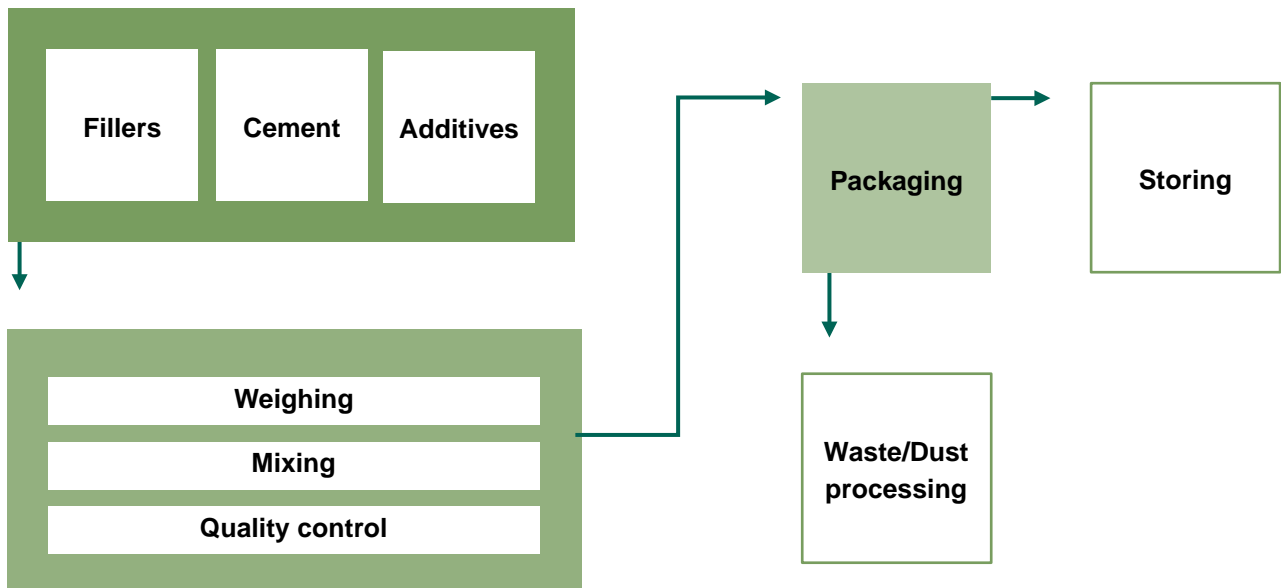 Fillers
Cement
Additives
Packaging
Storing
Weighing
Mixing
Quality control
Waste/Dust
processing